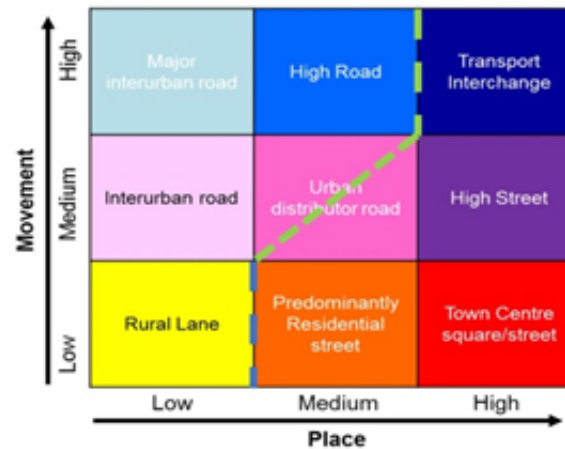 High
Major
interurban road
High Road
Transport
Interchange
Movement
Medium
Interurban road
Urban
distributor road
High Street
Low
Rural Lane
Predominantly
Residential
street
Town Centre
square/street
Low
Medium
High
Place